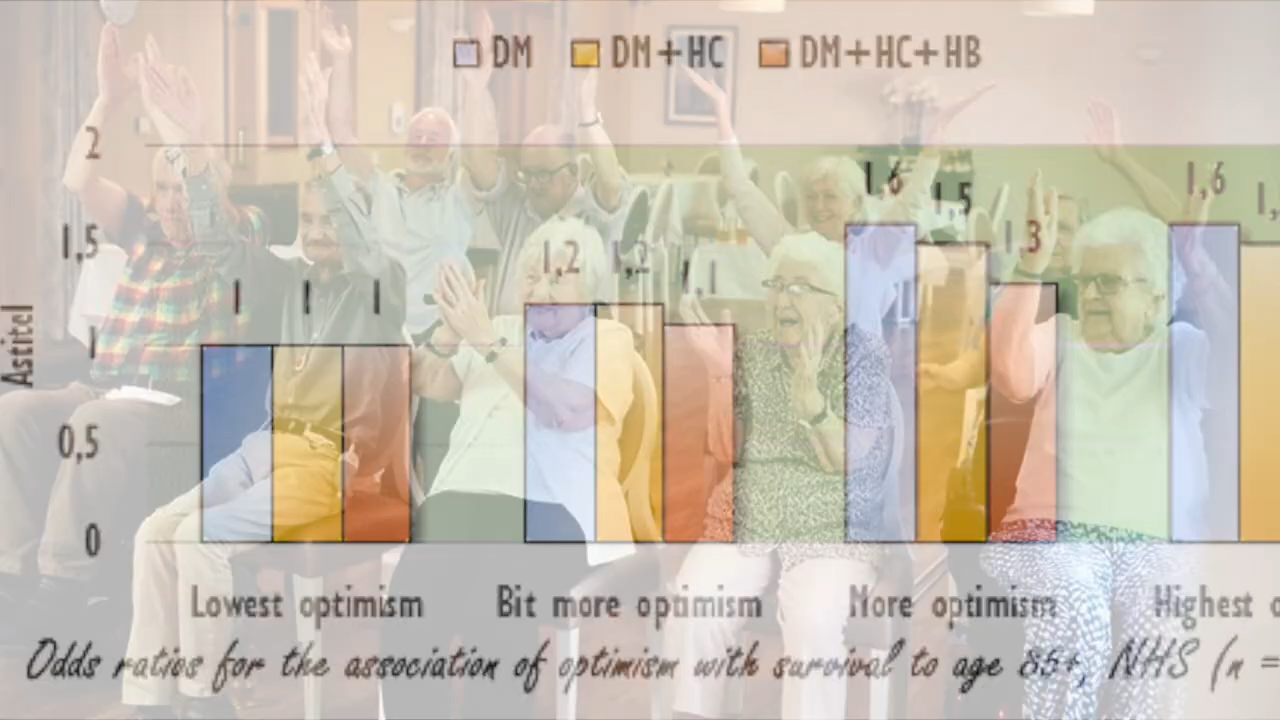 DM DM+HC DM+HC+HB
2
1,6 1,6
1,5 1,5
1,2 1,2 1,3
1 1 1 1,1
1
0,5
0
Astitel
Lowest optimism Bit more optimism More optimism Highest o
Odds ratios for the association of optimism with survival to age 85+, NHS (n =